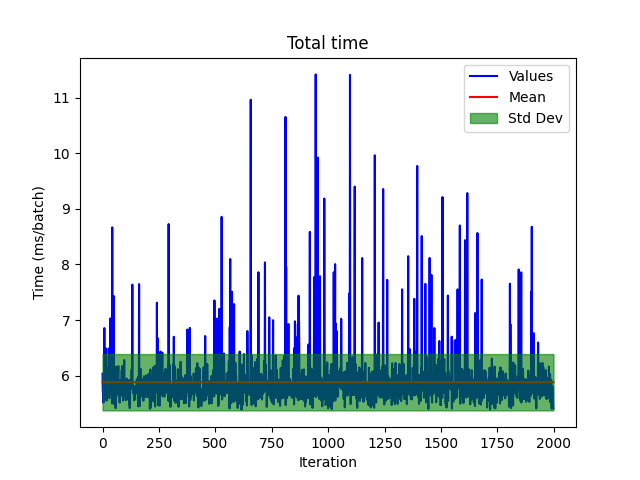 Total time
Values
Mean
Std Dev
Time (ms/batch)
11
10
9
8
7
6
0 250 500 750 1000 1250 1500 1750 2000
Iteration